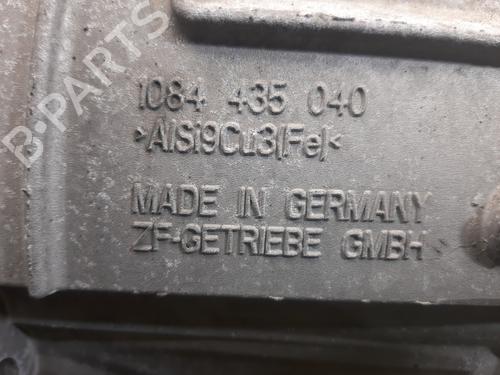 B-PARTS
1084 435 040
>AlSi9Cu3(Fe)<
MADE IN GERMANY
ZF-GETRIEBE GMBH